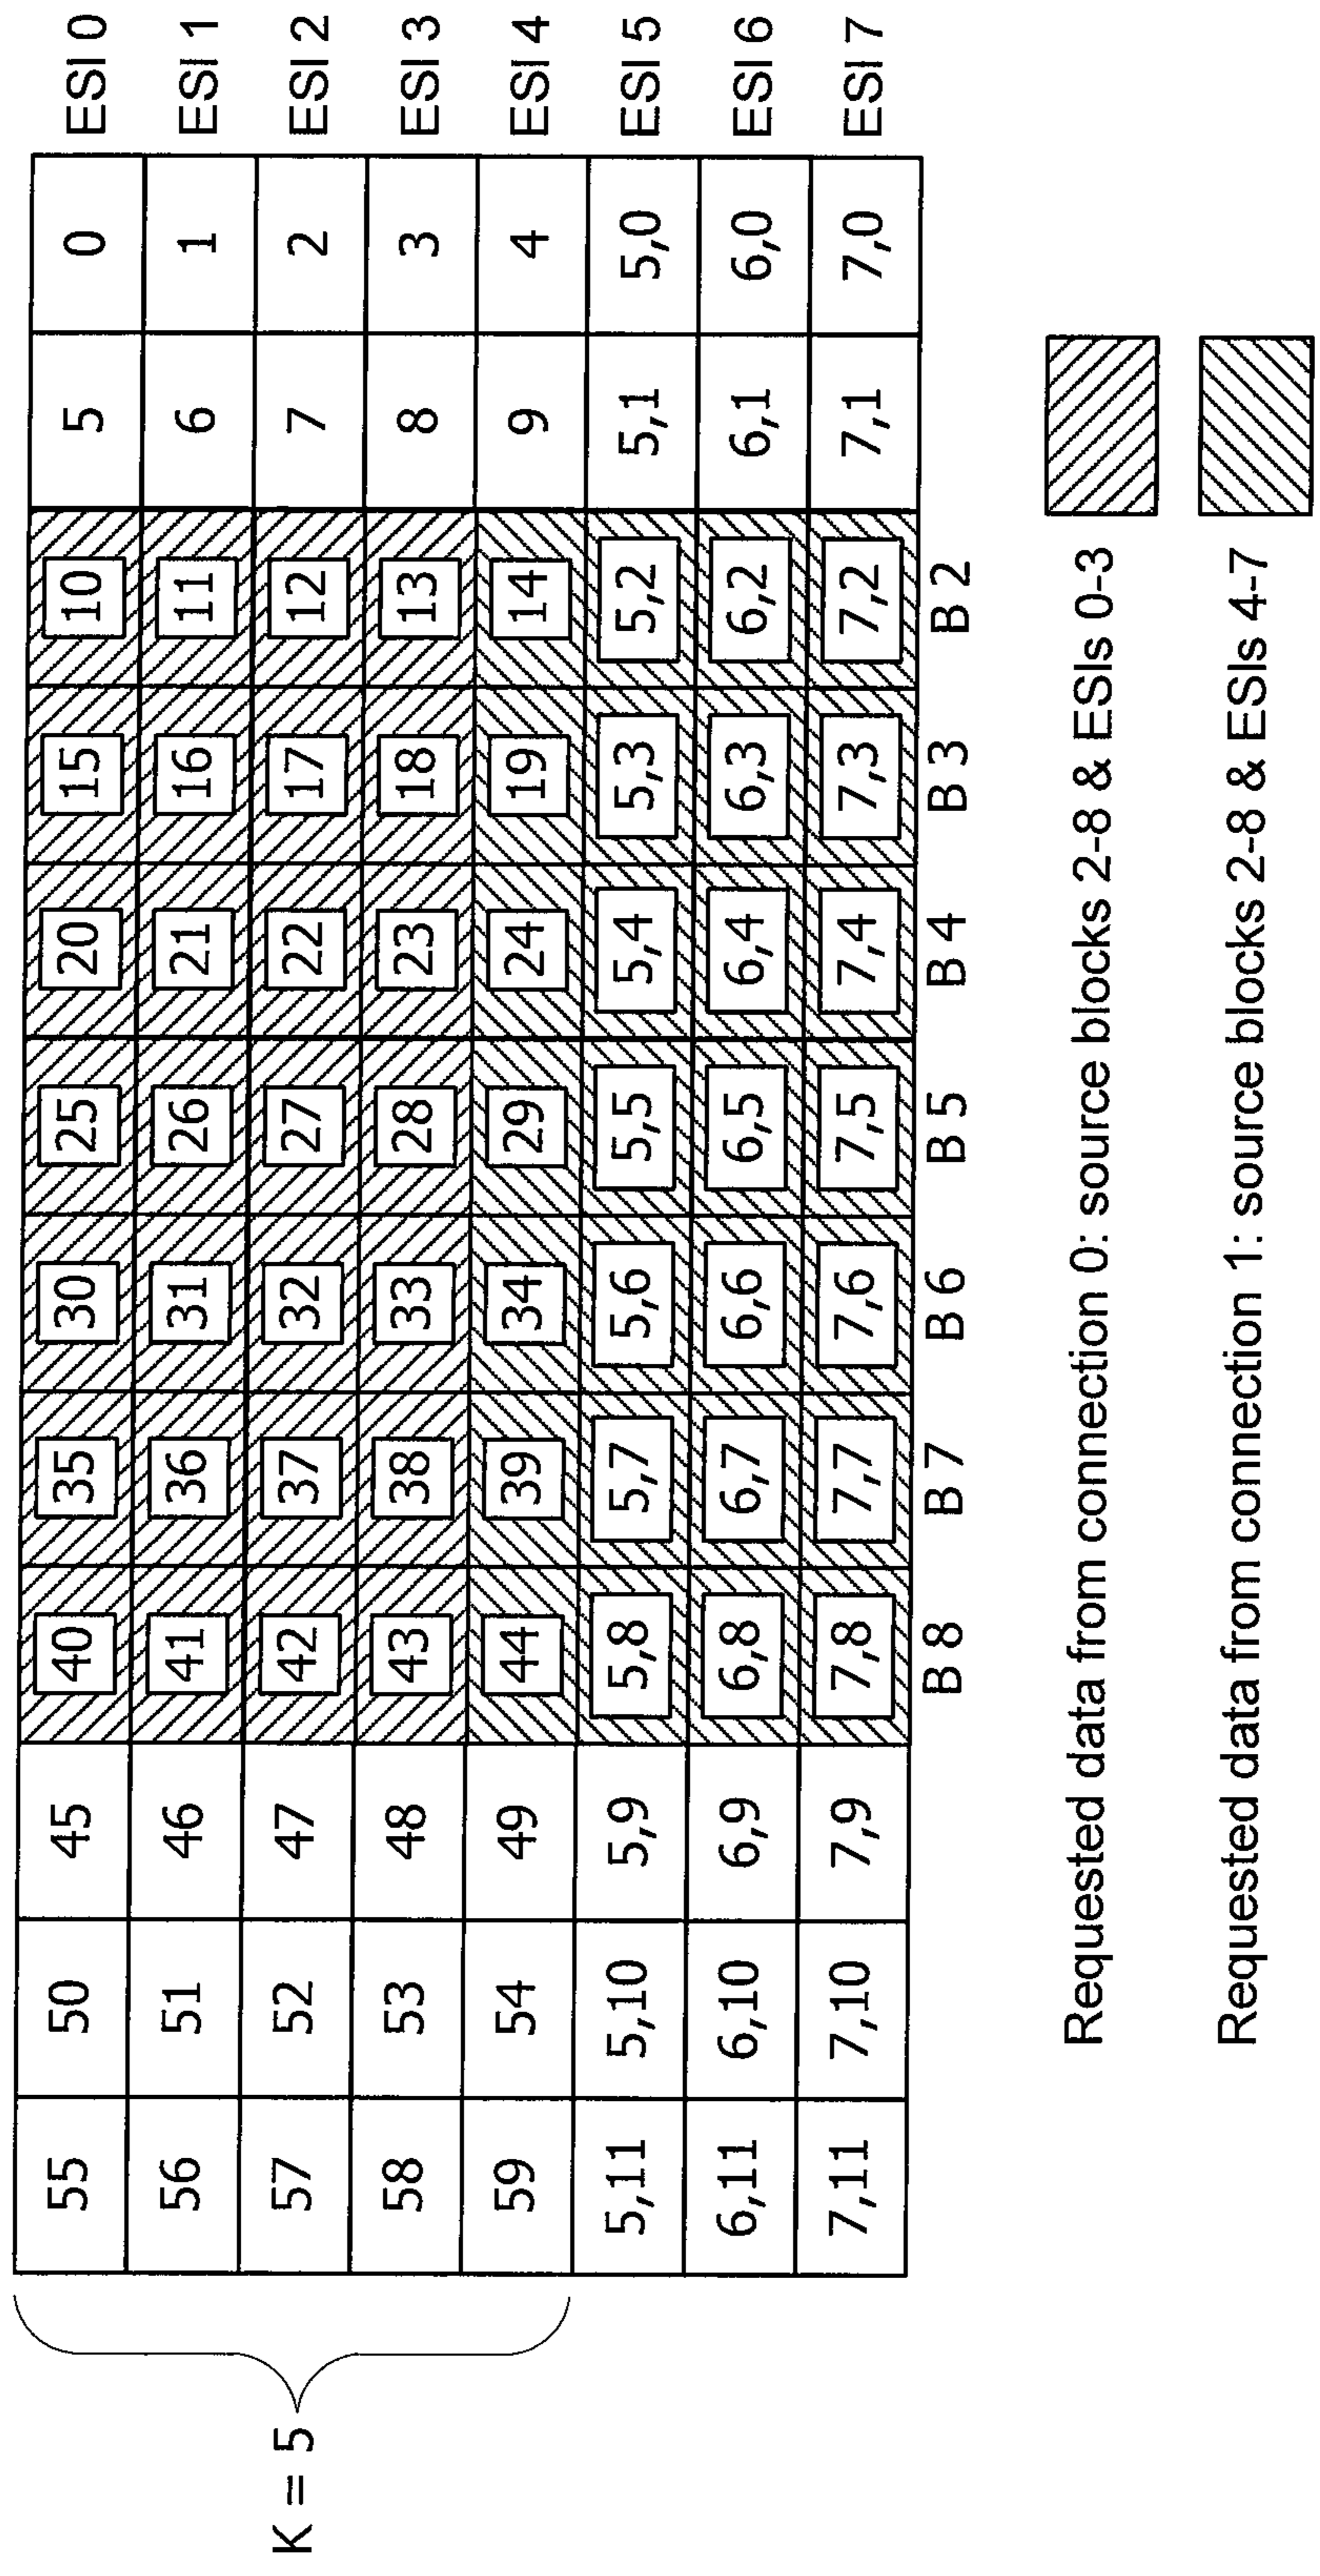 K = 5
55 50 45 40 35 30 25 20 15 10 5 0 ESI 0
56 51 46 41 36 31 26 21 16 11 6 1 ESI 1
57 52 47 42 37 32 27 22 17 12 7 2 ESI 2
58 53 48 43 38 33 28 23 18 13 8 3 ESI 3
59 54 49 44 39 34 29 24 19 14 9 4 ESI 4
5,11 5,10 5,9 5,8 5,7 5,6 5,5 5,4 5,3 5,2 5,1 5,0 ESI 5
6,11 6,10 6,9 6,8 6,7 6,6 6,5 6,4 6,3 6,2 6,1 6,0 ESI 6
7,11 7,10 7,9 7,8 7,7 7,6 7,5 7,4 7,3 7,2 7,1 7,0 ESI 7
B 8 B 7 B 6 B 5 B 4 B 3 B 2
Requested data from connection 0: source blocks 2-8 & ESIs 0-3
Requested data from connection 1: source blocks 2-8 & ESIs 4-7